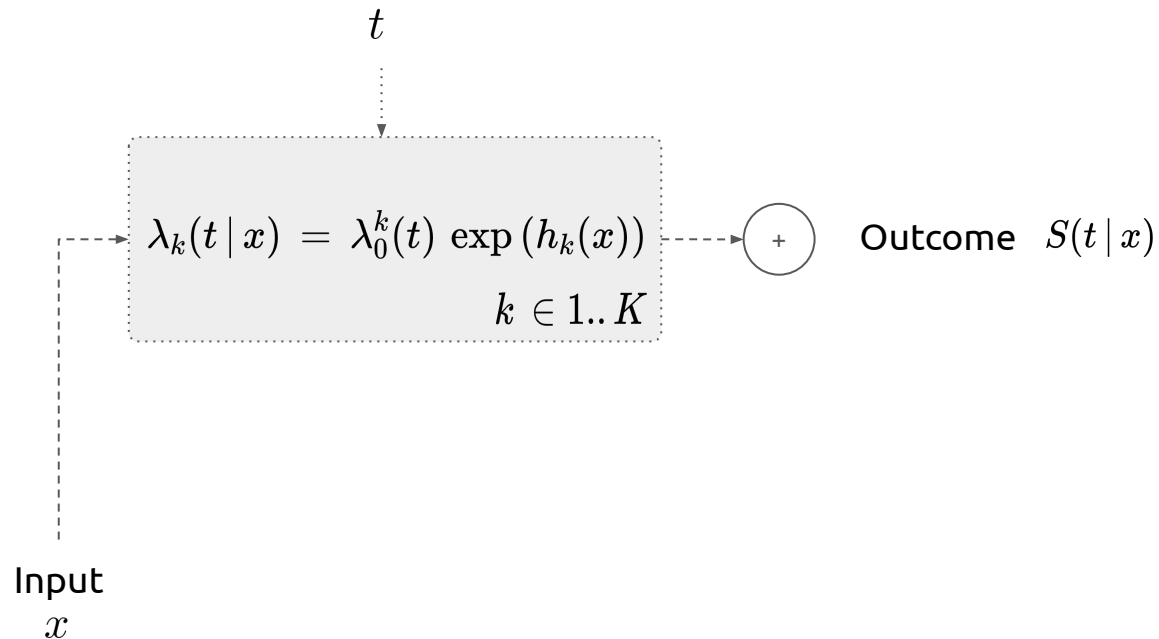 t
λ_k(t | x) = λ_0^k(t) exp (h_k(x))
k ∈ 1.. K
+
Outcome S(t | x)
Input
x